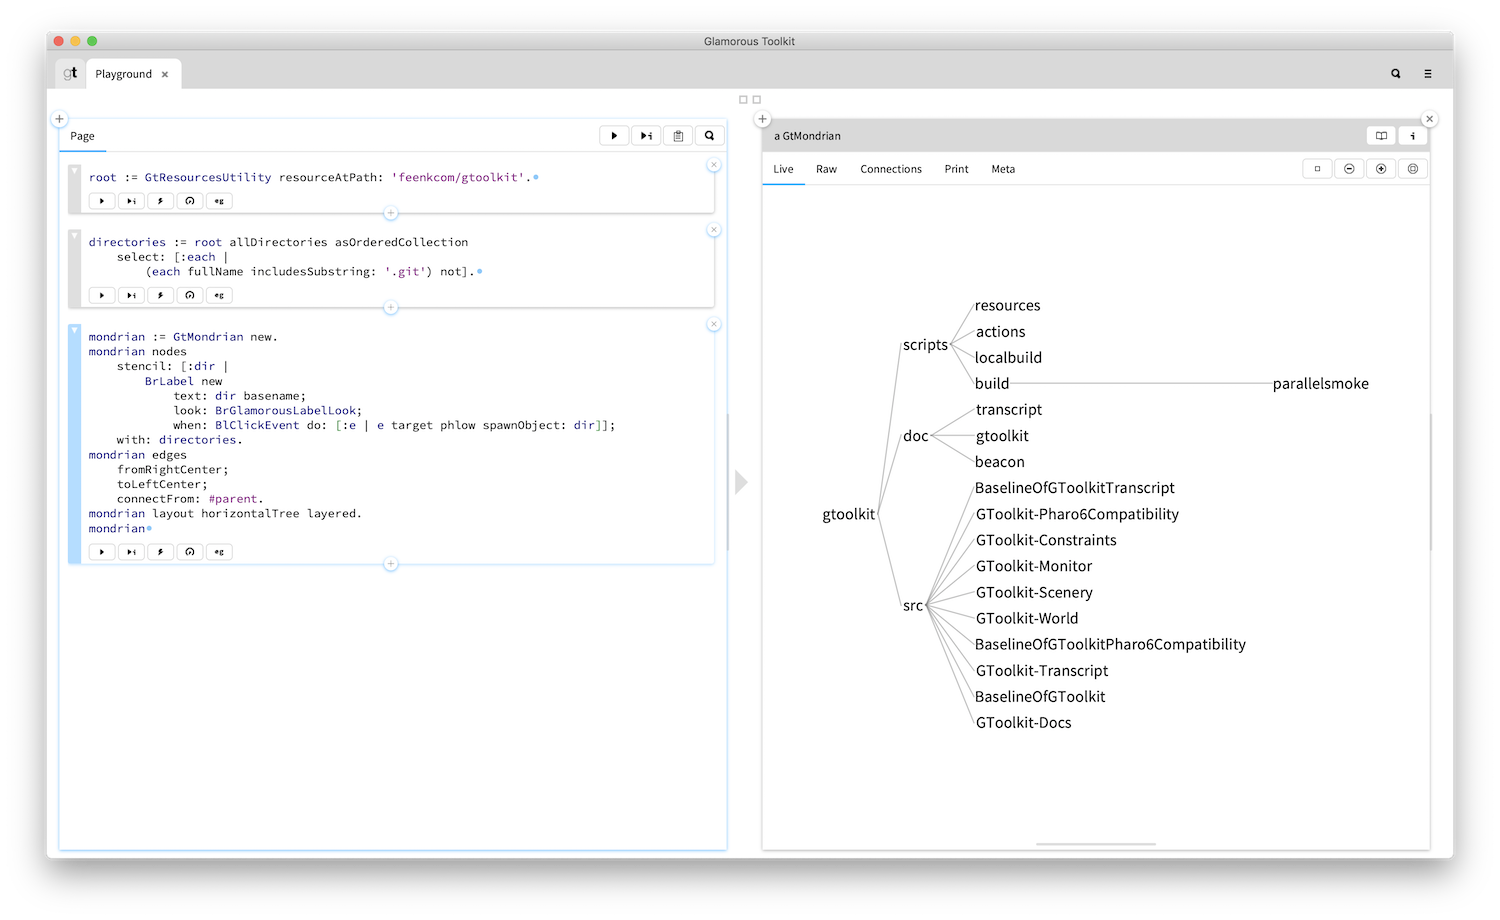 Glamorous Toolkit
gt
Playground
Page
root := GtResourcesUtility resourceAtPath: 'feenkcom/gtoolkit'.
i
eg
directories := root allDirectories asOrderedCollection
select: [:each |
(each fullName includesSubstring: '.git') not].
i
eg
mondrian := GtMondrian new.
mondrian nodes
stencil: [:dir |
BrLabel new
text: dir basename;
look: BrGlamorousLabelLook;
when: BlClickEvent do: [:e | e target phlow spawnObject: dir]];
with: directories.
mondrian edges
fromRightCenter;
toLeftCenter;
connectFrom: #parent.
mondrian layout horizontalTree layered.
mondrian
i
eg
a GtMondrian
i
Live Raw Connections Print Meta
resources
actions
scripts
localbuild
build parallelsmoke
transcript
doc gtoolkit
beacon
BaselineOfGToolkitTranscript
gtoolkit GToolkit-Pharo6Compatibility
GToolkit-Constraints
GToolkit-Monitor
GToolkit-Scenery
src
GToolkit-World
BaselineOfGToolkitPharo6Compatibility
GToolkit-Transcript
BaselineOfGToolkit
GToolkit-Docs